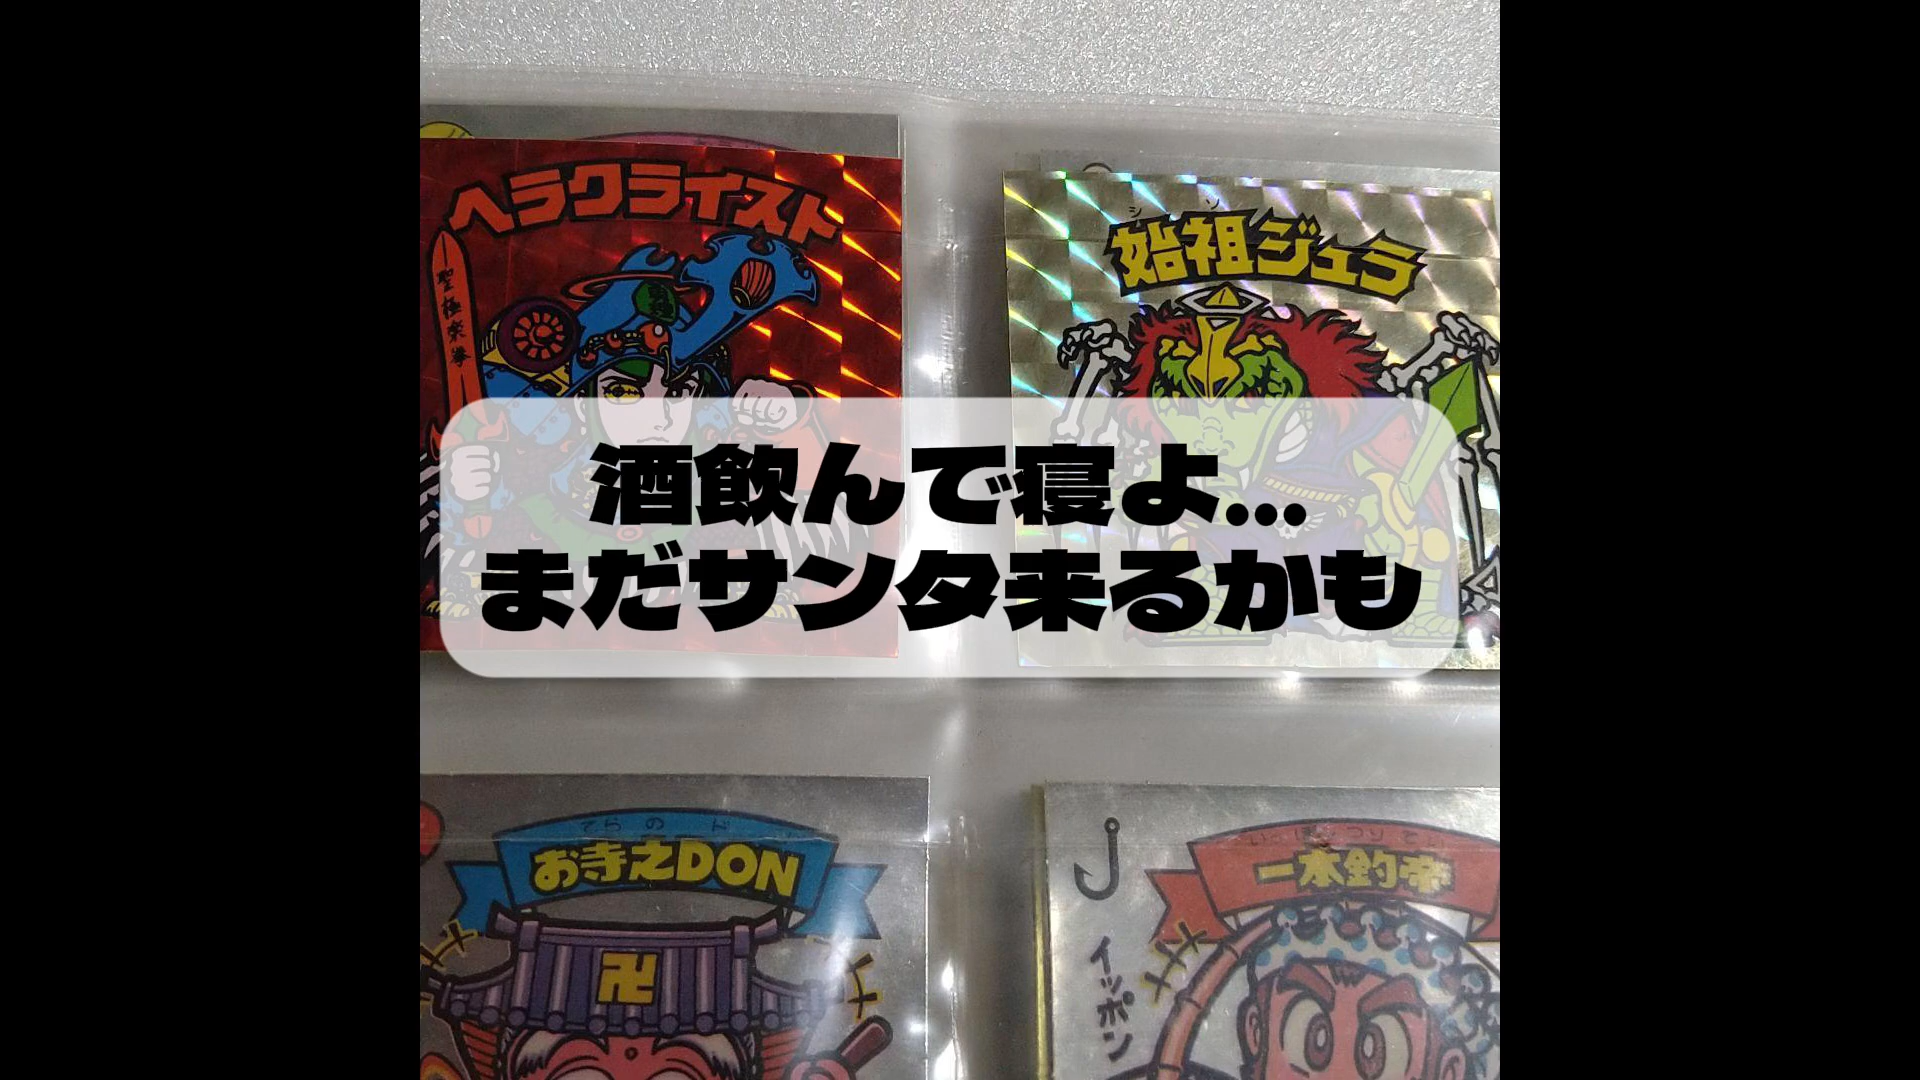 ヘラクライスト
聖極楽拳
シソ
始祖ジュラ
酒飲んで寝よ...
まだサンタ来るかも
てらのド
お寺之DON
卍
一本釣帝
イッポン